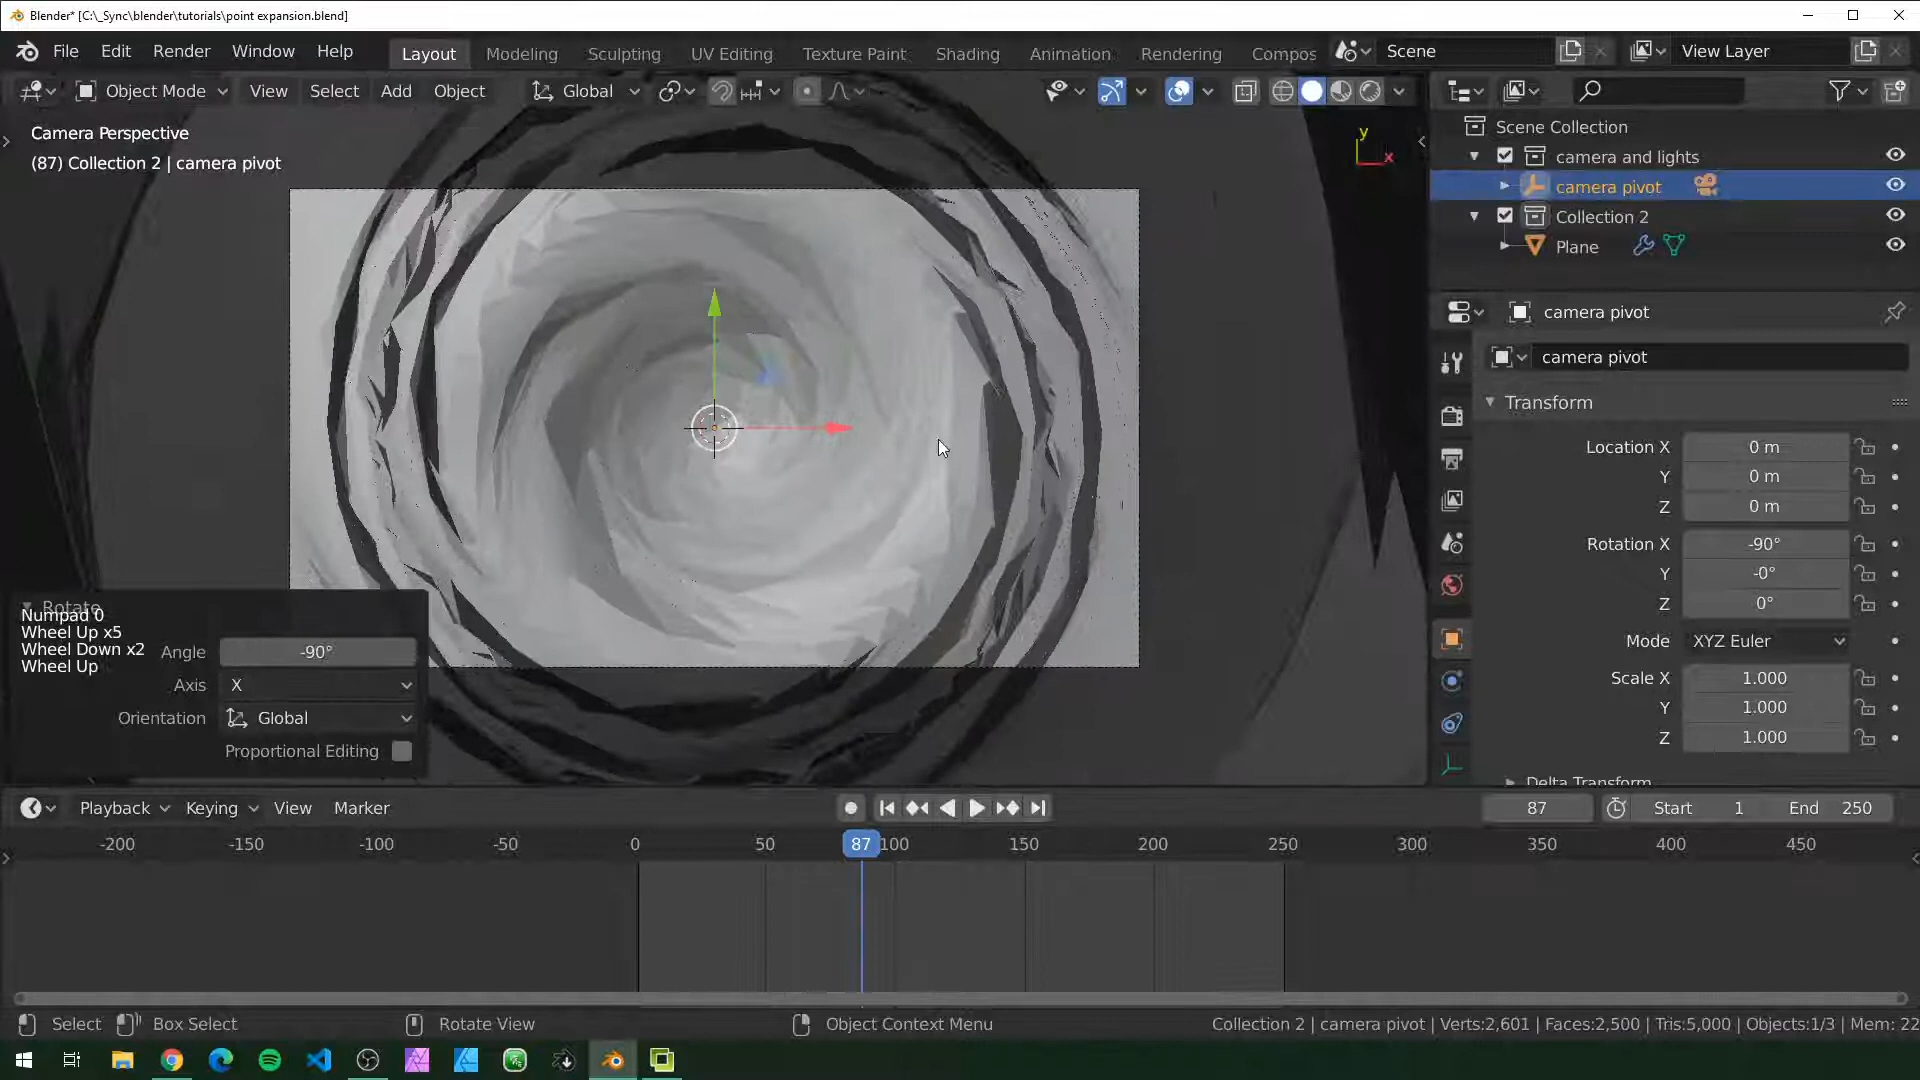 Blender* [C:\_Sync\blender\tutorials\point expansion.blend]
File Edit Render Window Help Layout Modeling Sculpting UV Editing Texture Paint Shading Animation Rendering Compos Scene View Layer
Object Mode View Select Add Object Global
Camera Perspective
(87) Collection 2 | camera pivot
y
x
Scene Collection
camera and lights
camera pivot
Collection 2
Plane
camera pivot
camera pivot
Transform
Location X 0 m
Y 0 m
Z 0 m
Rotation X -90°
Y -0°
Z 0°
Mode XYZ Euler
Scale X 1.000
Y 1.000
Z 1.000
Delta Transform
Rotate
Numpad 0
Wheel Up x5
Wheel Down x2
Wheel Up
Angle -90°
Axis X
Orientation Global
Proportional Editing
Playback Keying View Marker 87 Start 1 End 250
-200 -150 -100 -50 0 50 87 100 150 200 250 300 350 400 450
Select Box Select Rotate View Object Context Menu Collection 2 | camera pivot | Verts:2,601 | Faces:2,500 | Tris:5,000 | Objects:1/3 | Mem: 22